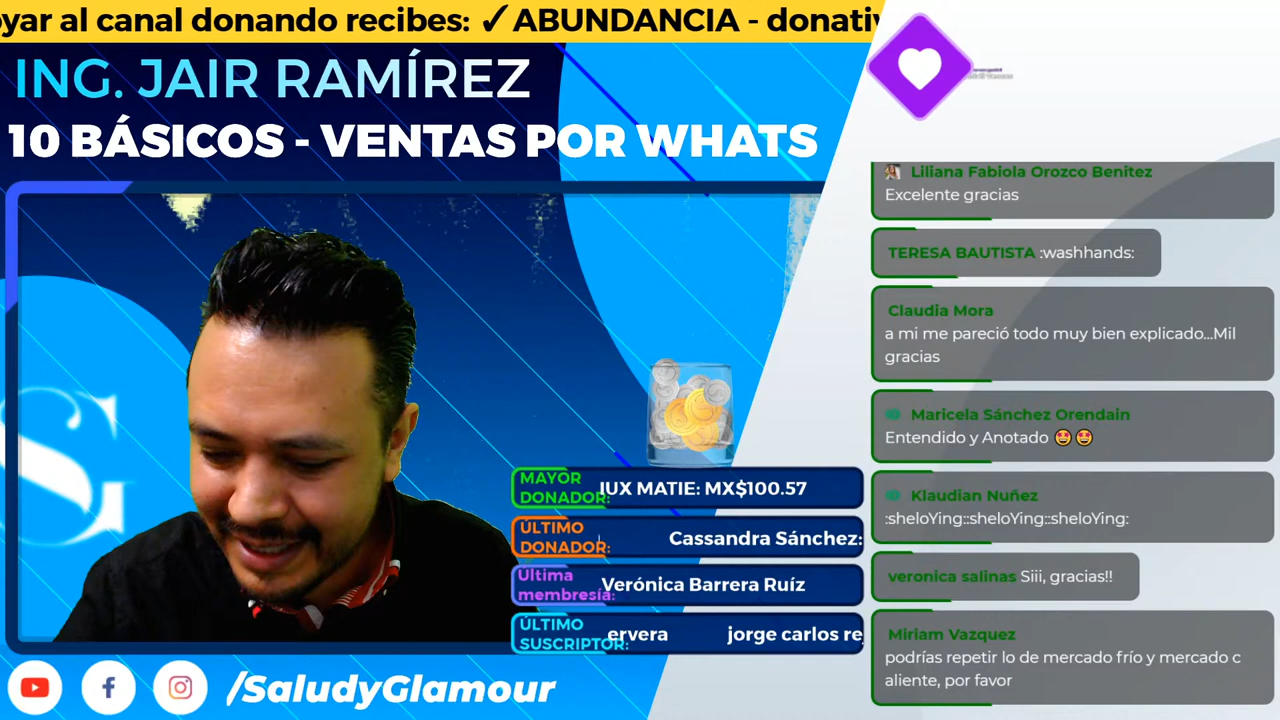 oyar al canal donando recibes: ✓ABUNDANCIA - donativ
ING. JAIR RAMÍREZ
10 BÁSICOS - VENTAS POR WHATS
S
MAYOR
DONADOR:
IUX MATIE: MX$100.57
ÚLTIMO
DONADOR:
Cassandra Sánchez:
Última
membresía:
Verónica Barrera Ruíz
ÚLTIMO
SUSCRIPTOR:
ervera jorge carlos re
/SaludyGlamour
Liliana Fabiola Orozco Benitez
Excelente gracias
TERESA BAUTISTA :washhands:
Claudia Mora
a mi me pareció todo muy bien explicado...Mil
gracias
Maricela Sánchez Orendain
Entendido y Anotado 🤩🤩
Klaudian Nuñez
:sheloYing::sheloYing::sheloYing:
veronica salinas Siii, gracias!!
Miriam Vazquez
podrías repetir lo de mercado frío y mercado c
aliente, por favor